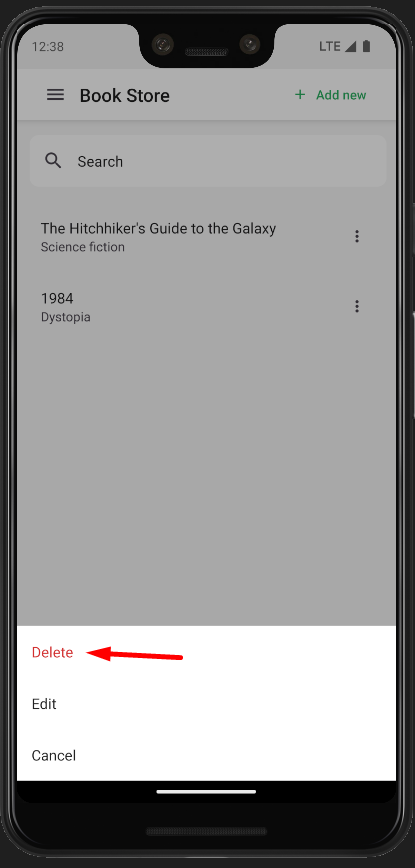 12:38 LTE
Book Store + Add new
Search
The Hitchhiker's Guide to the Galaxy
Science fiction
1984
Dystopia
Delete
Edit
Cancel